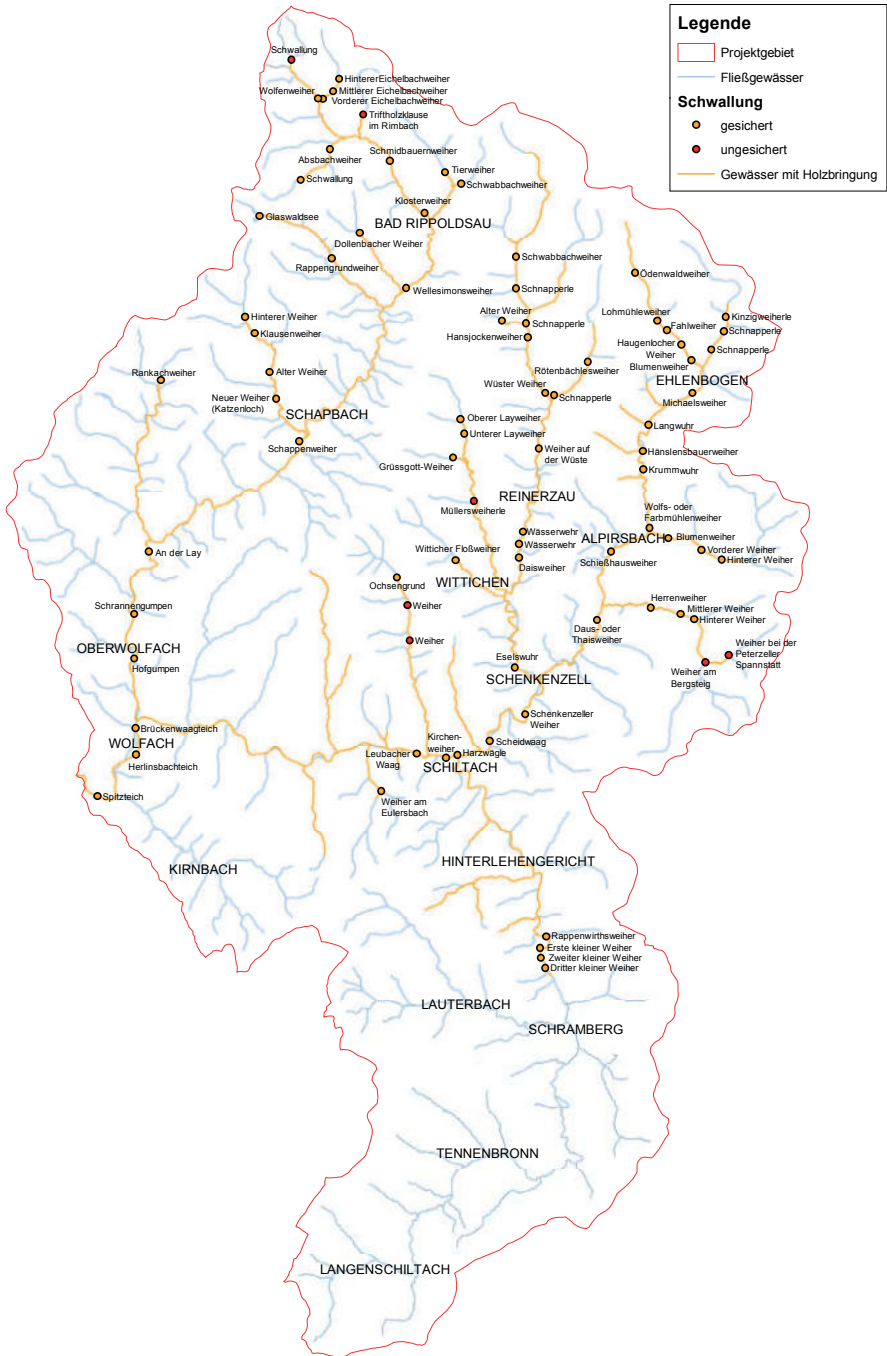 Legende
Projektgebiet
Fließgewässer
Schwallung
gesichert
ungesichert
Gewässer mit Holzbringung
Schwallung
HintererEichelbachweiher
Mittlerer Eichelbachweiher
Wolfenweiher
Vorderer Eichelbachweiher
Triftholzklause
im Rimbach
Absbachweiher
Schmidbauernweiher
Schwallung
Tierweiher
Schwabbachweiher
Klosterweiher
Glaswaldsee
BAD RIPPOLDSAU
Dollenbacher Weiher
Rappengrundweiher
Schwabbachweiher
Ödenwaldweiher
Wellesimonsweiher
Schnapperle
Hinterer Weiher
Klausenweiher
Alter Weiher
Schnapperle
Hansjockenweiher
Lohmühleweiher
Fahlweiher
Kinzigweiherle
Schnapperle
Haugenlocher
Weiher
Schnapperle
Blumenweiher
Rankachweiher
Alter Weiher
Rötenbächlesweiher
EHLENBOGEN
Neuer Weiher
(Katzenloch)
Wüster Weiher
Schnapperle
Michaelsweiher
SCHAPBACH
Oberer Layweiher
Unterer Layweiher
Langwuhr
Schappenweiher
Grüssgott-Weiher
Weiher auf
der Wüste
Hänslensbauerweiher
Krummwuhr
REINERZAU
Müllersweiherle
Wolfs- oder
Farbmühlenweiher
Wässerwehr
Wässerwehr
ALPIRSBACH
Blumenweiher
An der Lay
Witticher Floßweiher
Daisweiher
Schießhausweiher
Vorderer Weiher
Hinterer Weiher
WITTICHEN
Ochsengrund
Weiher
Schrannengumpen
Herrenweiher
Mittlerer Weiher
Hinterer Weiher
Daus- oder
Thaisweiher
Weiher
OBERWOLFACH
Hofgumpen
Eselswuhr
SCHENKENZELL
Weiher bei der
Peterzeller
Spannstatt
Weiher am
Bergsteig
Schenkenzeller
Weiher
Brückenwaagteich
WOLFACH
Herlinsbachteich
Kirchen-
weiher
Scheidwaag
Leubacher
Waag
Harzwägle
SCHILTACH
Spitzteich
Weiher am
Eulersbach
KIRNBACH
HINTERLEHENGERICHT
Rappenwirthsweiher
Erste kleiner Weiher
Zweiter kleiner Weiher
Dritter kleiner Weiher
LAUTERBACH
SCHRAMBERG
TENNENBRONN
LANGENSCHILTACH